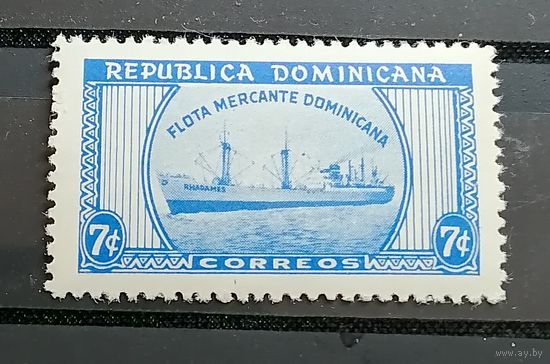 REPUBLICA DOMINICANA
FLOTA MERCANTE DOMINICANA
RHADAMES
7¢ 7¢
CORREOS
www.ay.by